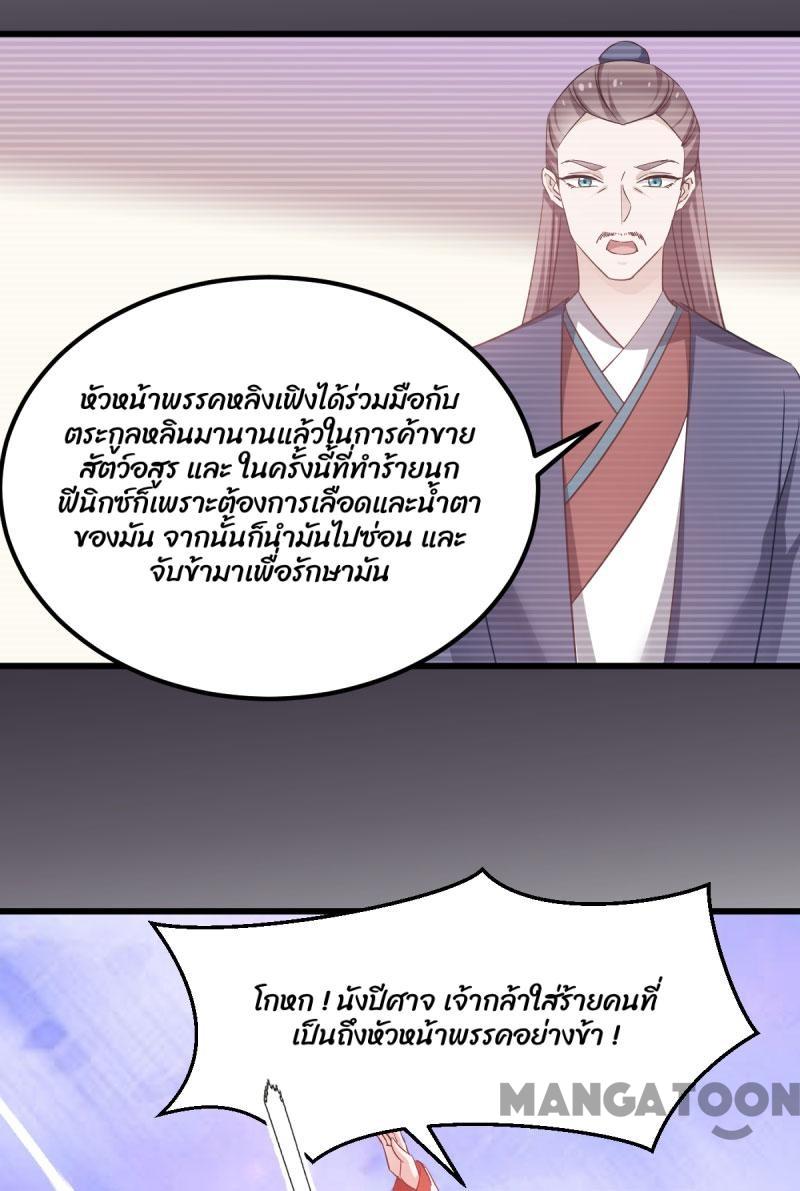 หัวหน้าพรรคหลิงเฟิงได้ร่วมมือกับ
ตระกูลหลินมานานแล้วในการค้าขาย
สัตว์อสูร และ ในครั้งนี้ที่ทำร้ายนก
ฟีนิกซ์ก็เพราะต้องการเลือดและน้ำตา
ของมัน จากนั้นก็นำมันไปซ่อน และ
จับข้ามาเพื่อรักษามัน
โกหก ! นังปีศาจ เจ้ากล้าใส่ร้ายคนที่
เป็นถึงหัวหน้าพรรคอย่างข้า !
MANGATOON